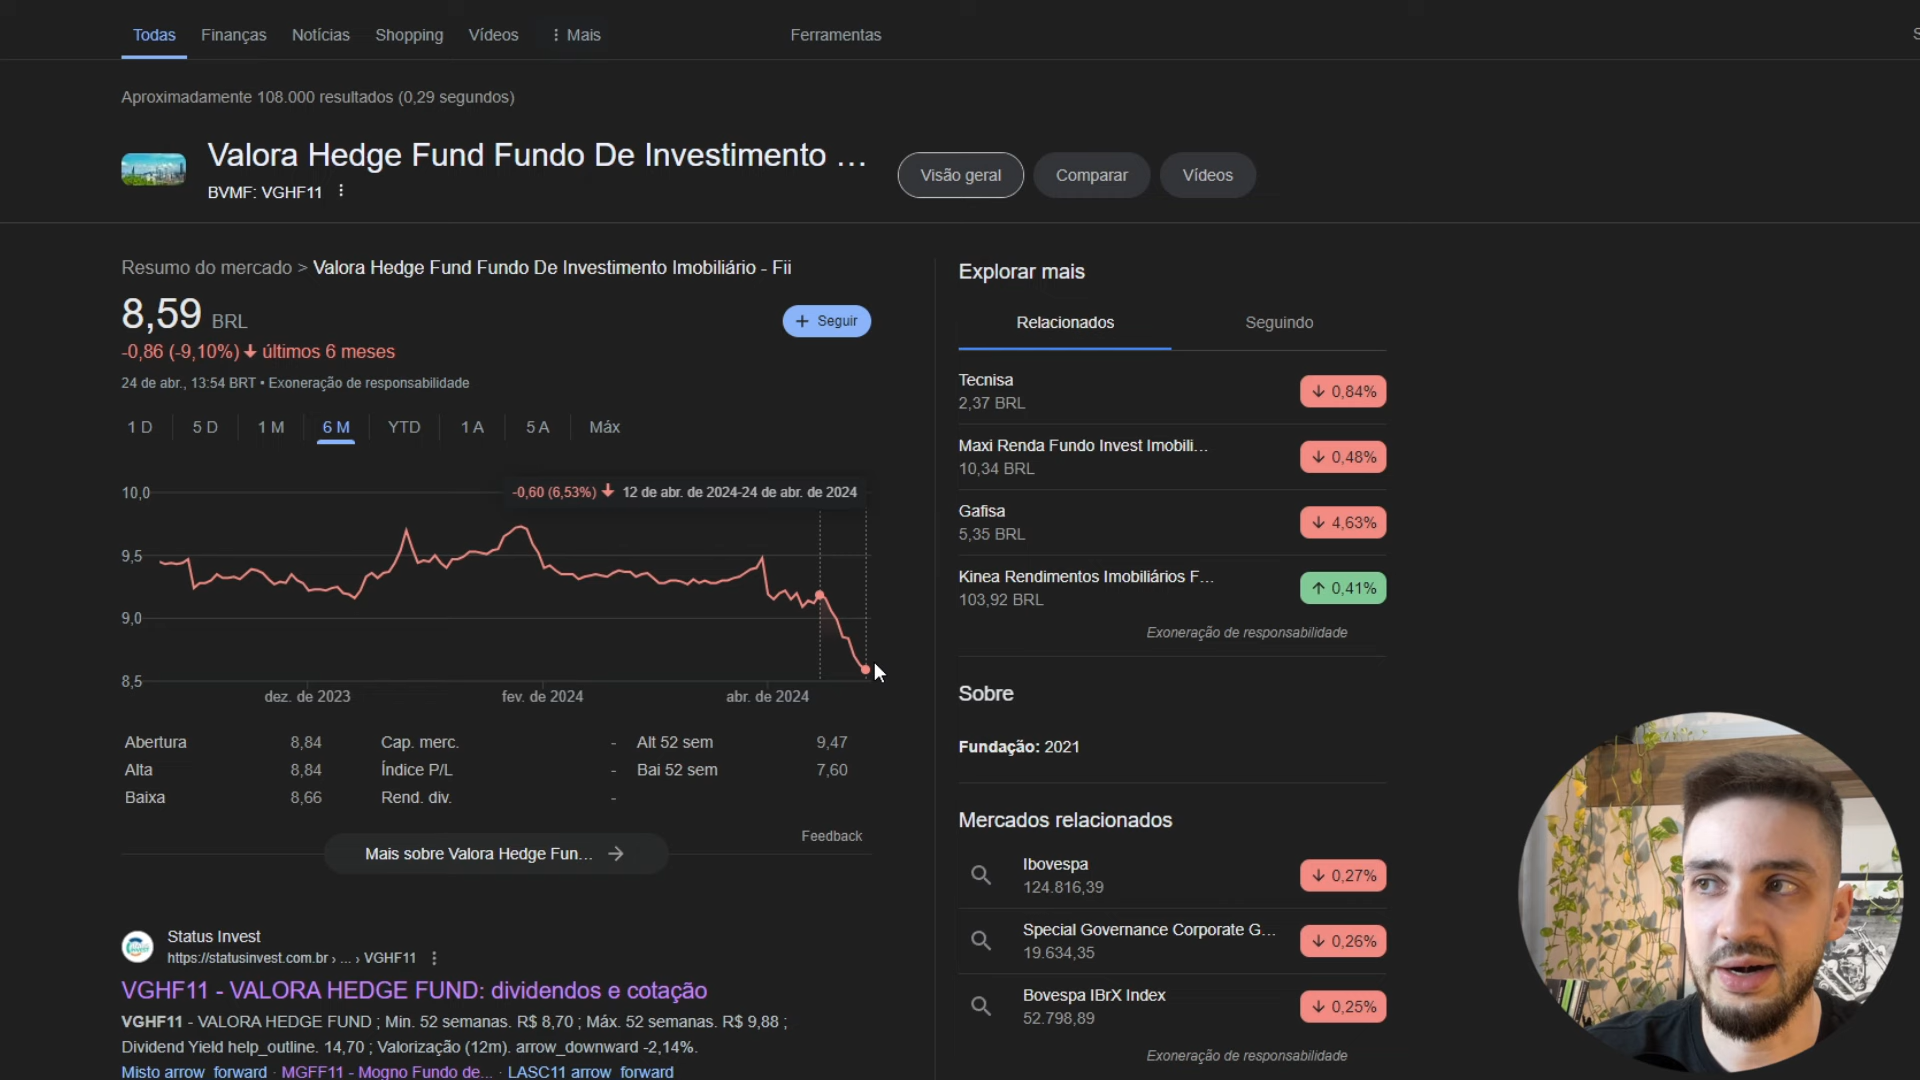 Todas
Finanças
Notícias
Shopping
Vídeos
Mais
Ferramentas
Aproximadamente 108.000 resultados (0,29 segundos)
Valora Hedge Fund Fundo De Investimento ...
BVMF: VGHF11
Visão geral
Comparar
Vídeos
Resumo do mercado > Valora Hedge Fund Fundo De Investimento Imobiliário - Fii
8,59 BRL
+ Seguir
-0,86 (-9,10%) ↓ últimos 6 meses
24 de abr., 13:54 BRT • Exoneração de responsabilidade
1 D
5 D
1 M
6 M
YTD
1 A
5 A
Máx
-0,60 (6,53%) ↓ 12 de abr. de 2024-24 de abr. de 2024
10,0
9,5
9,0
8,5
dez. de 2023
fev. de 2024
abr. de 2024
Abertura 8,84
Cap. merc. -
Alt 52 sem 9,47
Alta 8,84
Índice P/L -
Bai 52 sem 7,60
Baixa 8,66
Rend. div. -
Feedback
Mais sobre Valora Hedge Fun... →
Status Invest
https://statusinvest.com.br › ... › VGHF11
VGHF11 - VALORA HEDGE FUND: dividendos e cotação
VGHF11 - VALORA HEDGE FUND ; Min. 52 semanas. R$ 8,70 ; Máx. 52 semanas. R$ 9,88 ;
Dividend Yield help_outline. 14,70 ; Valorização (12m). arrow_downward -2,14%.
Misto arrow_forward · MGFF11 - Mogno Fundo de... · LASC11 arrow_forward
Explorar mais
Relacionados
Seguindo
Tecnisa
2,37 BRL
↓ 0,84%
Maxi Renda Fundo Invest Imobili...
10,34 BRL
↓ 0,48%
Gafisa
5,35 BRL
↓ 4,63%
Kinea Rendimentos Imobiliários F...
103,92 BRL
↑ 0,41%
Exoneração de responsabilidade
Sobre
Fundação: 2021
Mercados relacionados
Ibovespa
124.816,39
↓ 0,27%
Special Governance Corporate G...
19.634,35
↓ 0,26%
Bovespa IBrX Index
52.798,89
↓ 0,25%
Exoneração de responsabilidade